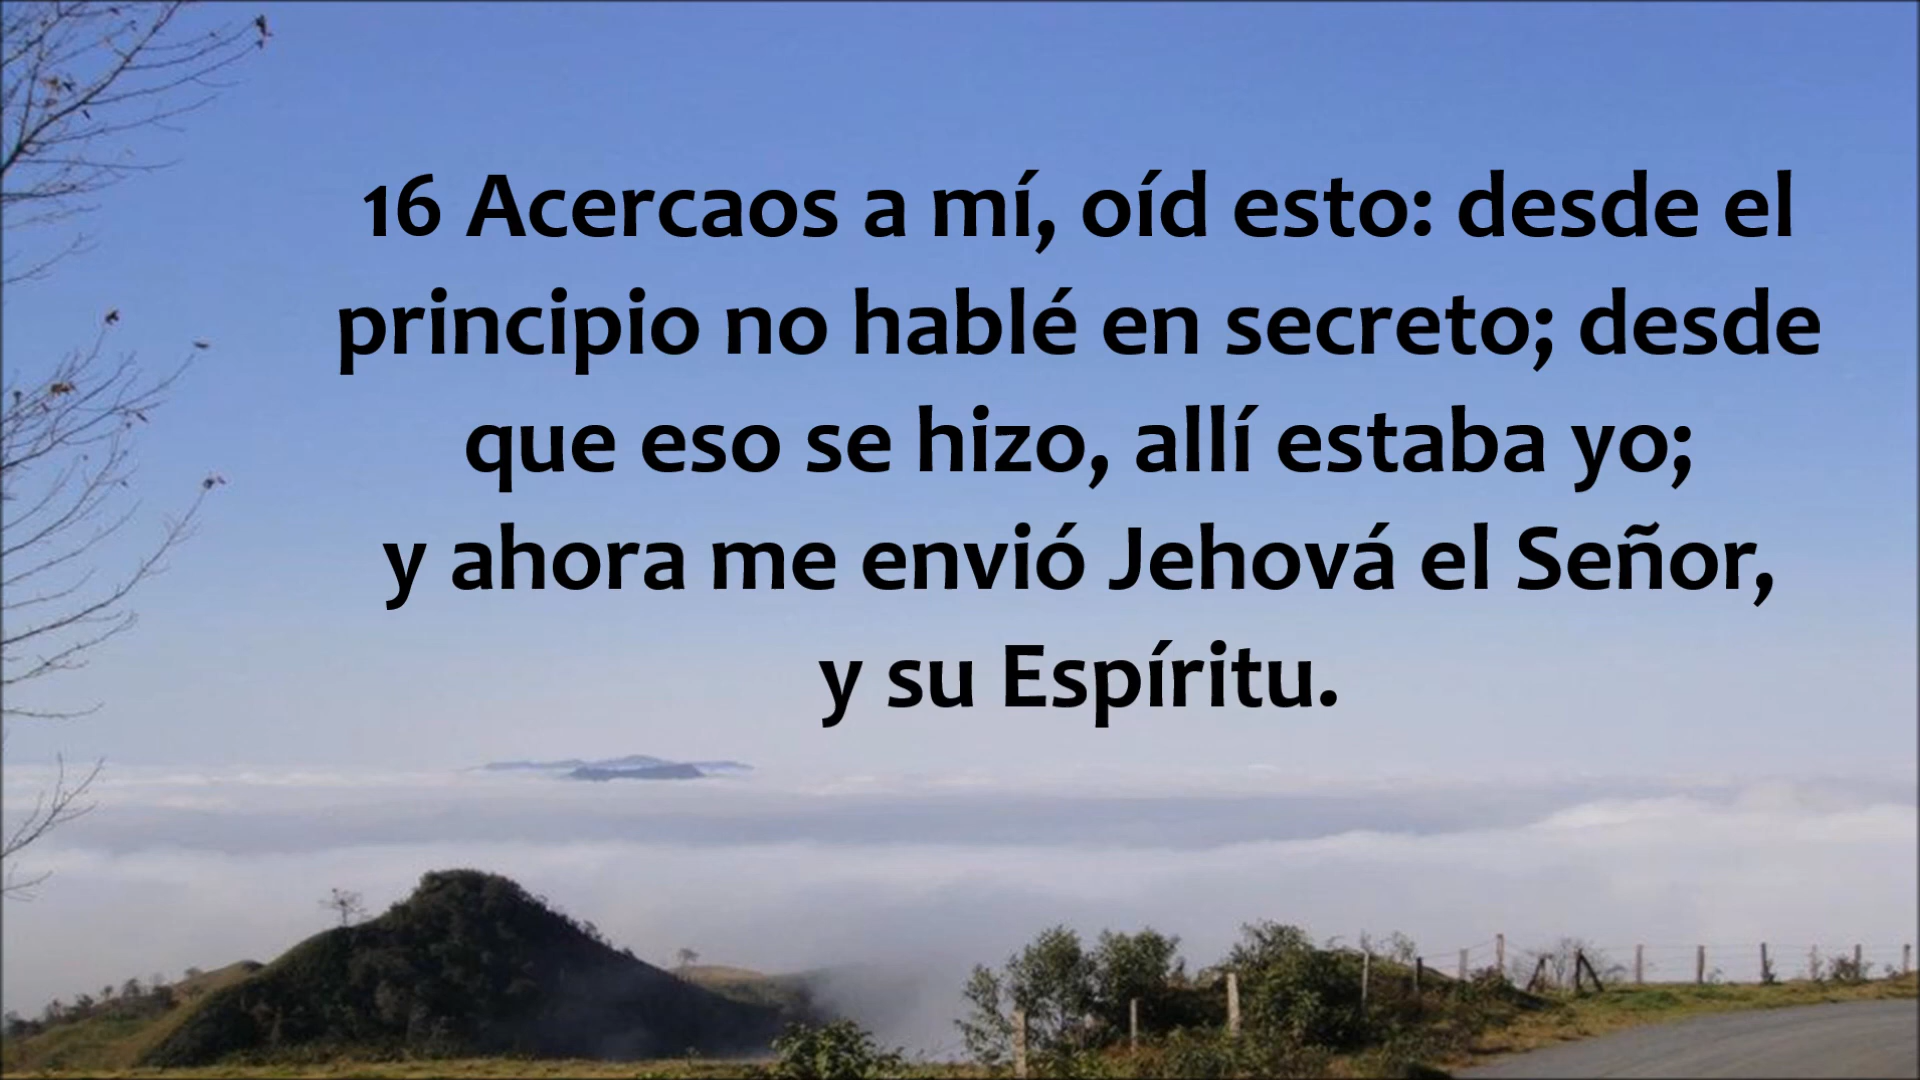 16 Acercaos a mí, oíd esto: desde el
principio no hablé en secreto; desde
que eso se hizo, allí estaba yo;
y ahora me envió Jehová el Señor,
y su Espíritu.